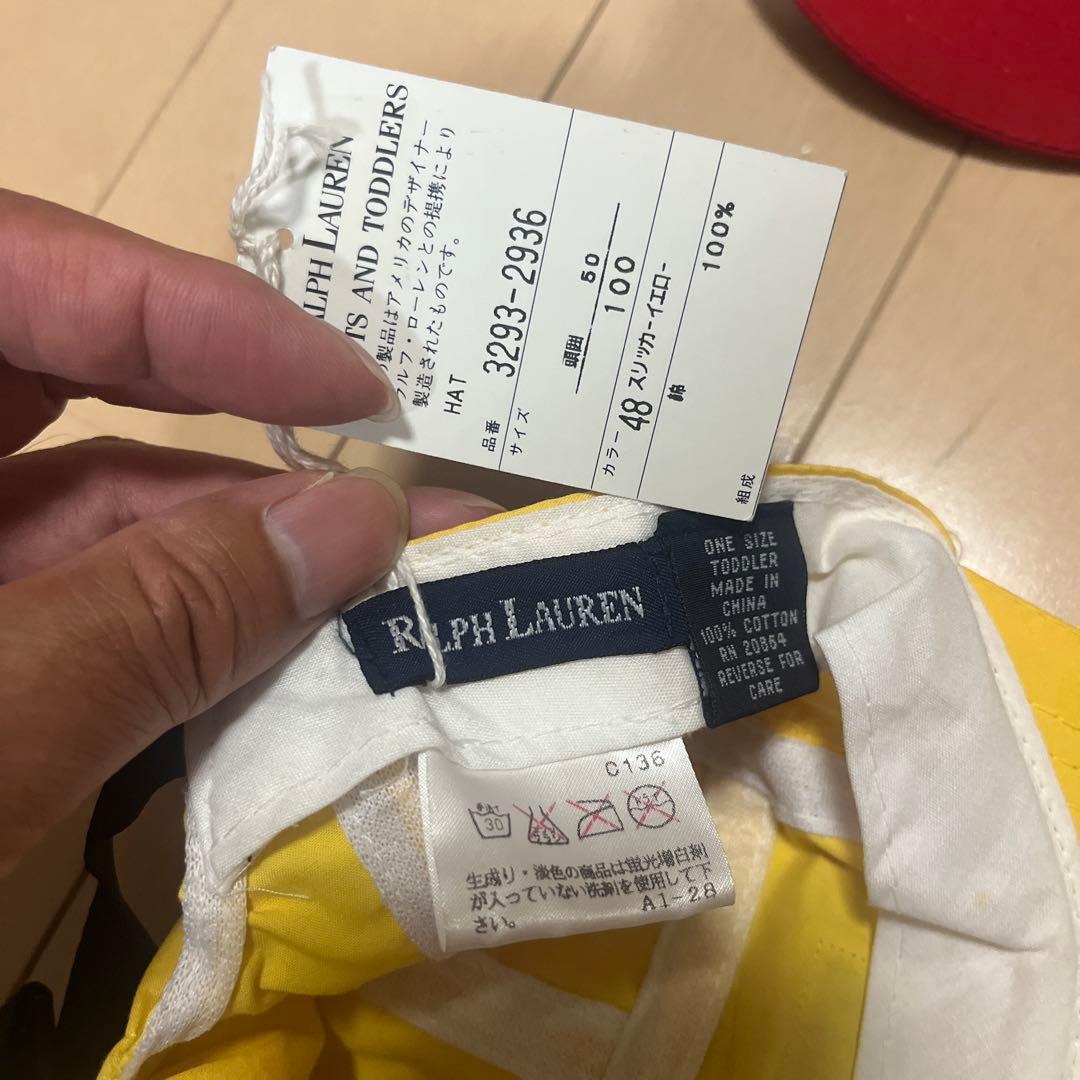 RALPH LAUREN
TS AND TODDLERS
製品はアメリカのデザイナー
ラルフ・ローレンとの提携により
製造されたものです。
HAT
品番 3293-2936
サイズ
頭囲 50
100
カラー 48 スリッカーイエロー
綿 100%
組成
RALPH LAUREN
ONE SIZE
TODDLER
MADE IN
CHINA
100% COTTON
RN 20864
REVERSE FOR
CARE
C136
30
生成り・淡色の商品は蛍光増白剤
が入っていない洗剤を使用して下
さい。
A1-28